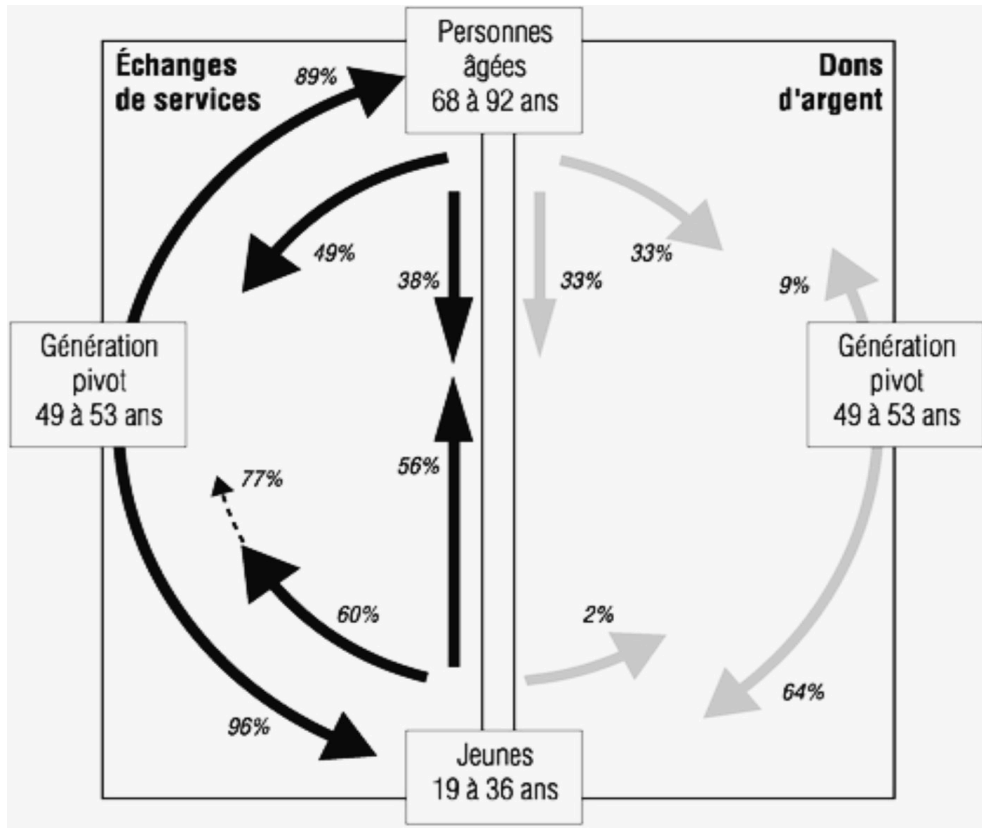 Personnes
âgées
68 à 92 ans
Échanges
de services
Dons
d'argent
89%
49%
38%
33%
33%
9%
Génération
pivot
49 à 53 ans
Génération
pivot
49 à 53 ans
77%
56%
60%
2%
96%
64%
Jeunes
19 à 36 ans